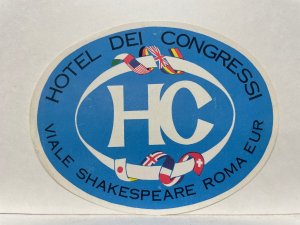 HOTEL DEI CONGRESSI
HC
VIALE SHAKESPEARE ROMA EUR